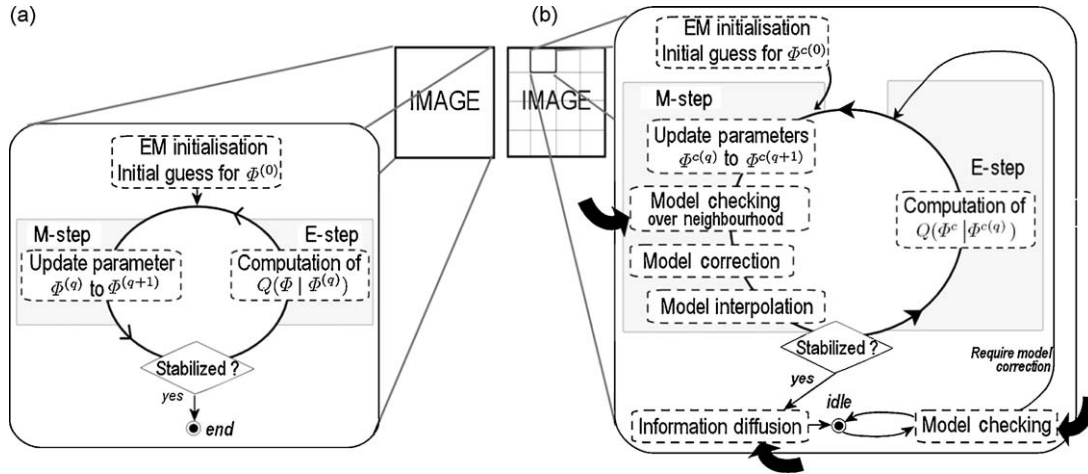 (a)
IMAGE
EM initialisation
Initial guess for Φ^(0)
M-step
Update parameter
Φ^(q) to Φ^(q+1)
E-step
Computation of
Q(Φ | Φ^(q))
Stabilized ?
yes
end
(b)
IMAGE
EM initialisation
Initial guess for Φ^c(0)
M-step
Update parameters
Φ^c(q) to Φ^c(q+1)
Model checking
over neighbourhood
Model correction
Model interpolation
E-step
Computation of
Q(Φ^c | Φ^c(q))
Stabilized ?
Require model
correction
yes
idle
Information diffusion
Model checking